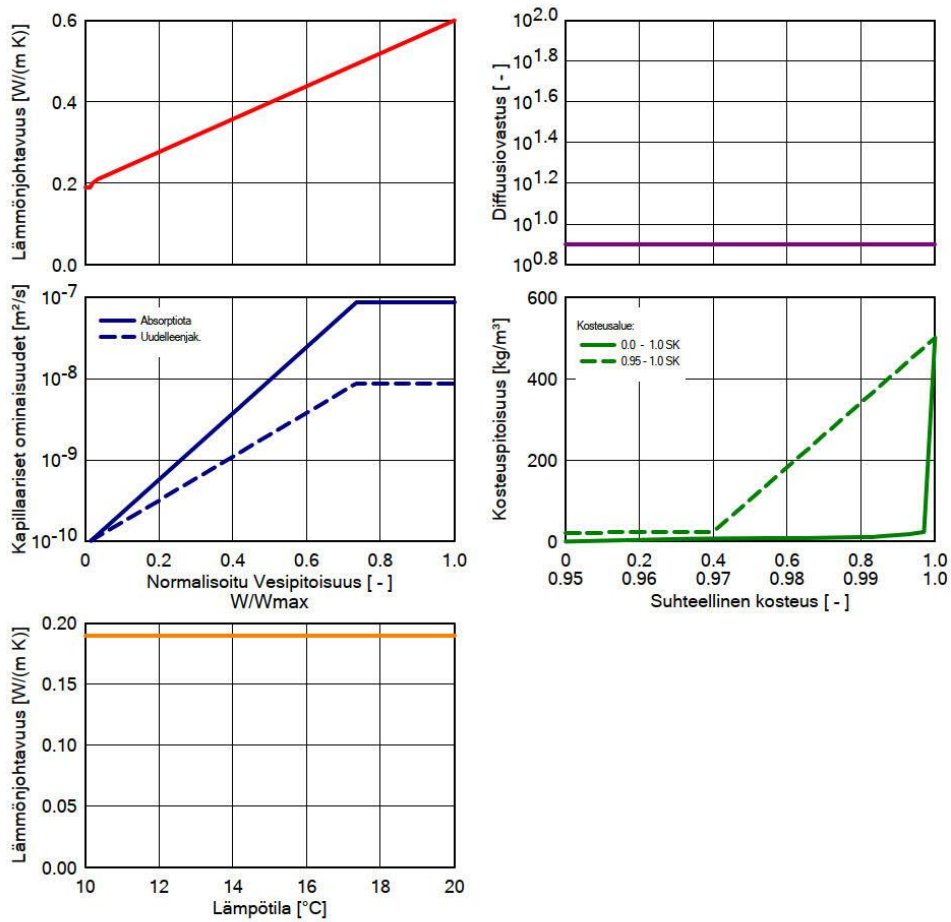 Lämmönjohtavuus [W/(m K)]
0.6
0.4
0.2
0.0
Diffuusiovastus [ - ]
10^2.0
10^1.8
10^1.6
10^1.4
10^1.2
10^1.0
10^0.8
Kapillaariset ominaisuudet [m²/s]
10^-7
10^-8
10^-9
10^-10
Absorptiota
Uudelleenjak.
0 0.2 0.4 0.6 0.8 1.0
Normalisoitu Vesipitoisuus [ - ]
W/Wmax
Kosteuspitoisuus [kg/m³]
600
400
200
0
Kosteusalue:
0.0 - 1.0 SK
0.95 - 1.0 SK
0 0.2 0.4 0.6 0.8 1.0
0.95 0.96 0.97 0.98 0.99 1.0
Suhteellinen kosteus [ - ]
Lämmönjohtavuus [W/(m K)]
0.20
0.15
0.10
0.05
0.00
10 12 14 16 18 20
Lämpötila [°C]